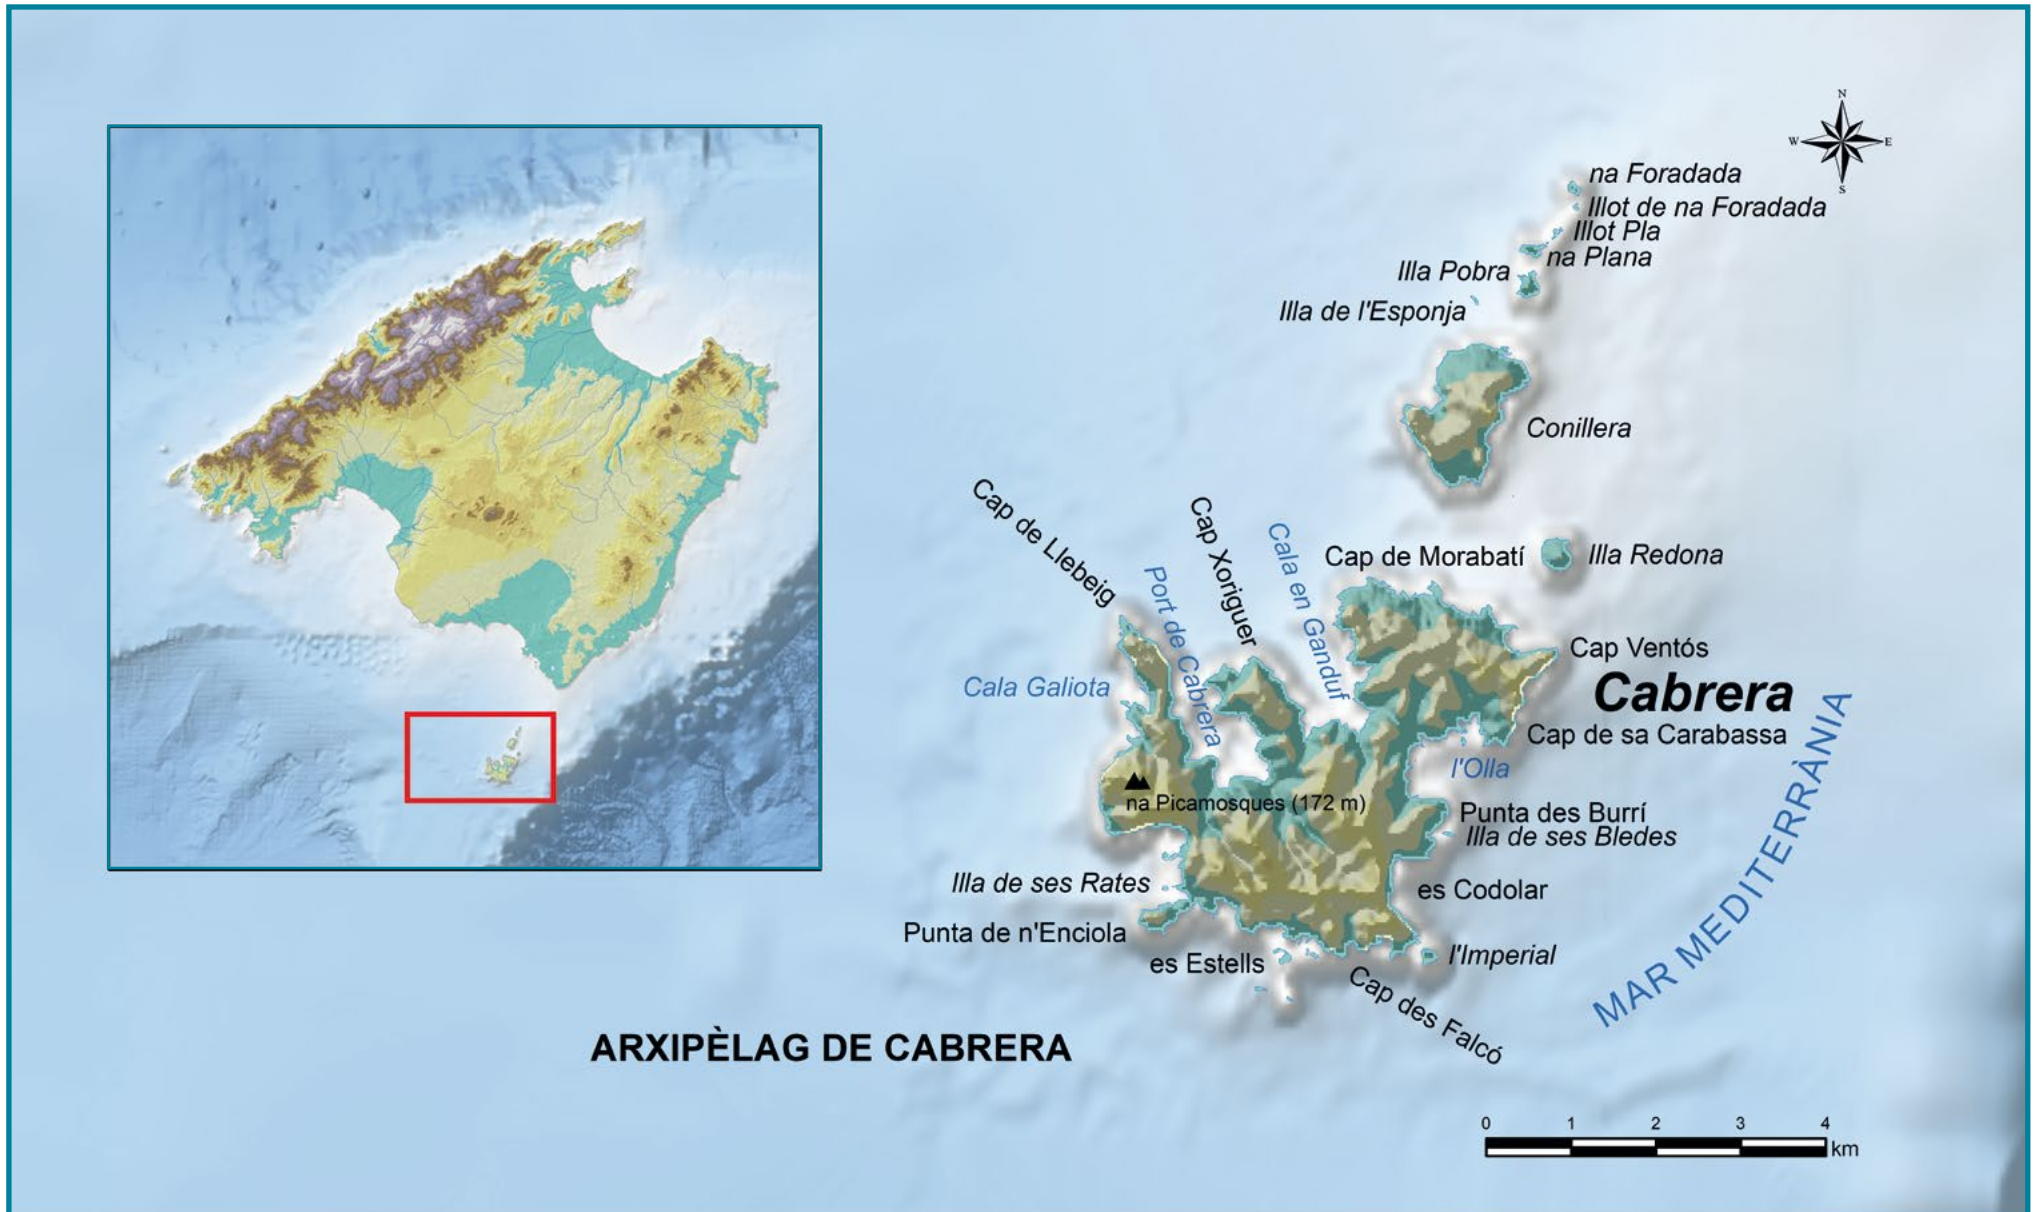 N
W
E
S
na Foradada
Illot de na Foradada
Illot Pla
na Plana
Illa Pobra
Illa de l'Esponja
Conillera
Cap de Llebeig
Port de Cabrera
Cap Xoriguer
Cala en Ganduf
Cap de Morabatí
Illa Redona
Cap Ventós
Cala Galiota
Cabrera
Cap de sa Carabassa
l'Olla
na Picamosques (172 m)
Punta des Burrí
Illa de ses Bledes
Illa de ses Rates
es Codolar
Punta de n'Enciola
es Estells
l'Imperial
Cap des Falcó
MAR MEDITERRÀNIA
ARXIPÈLAG DE CABRERA
0 1 2 3 4
km